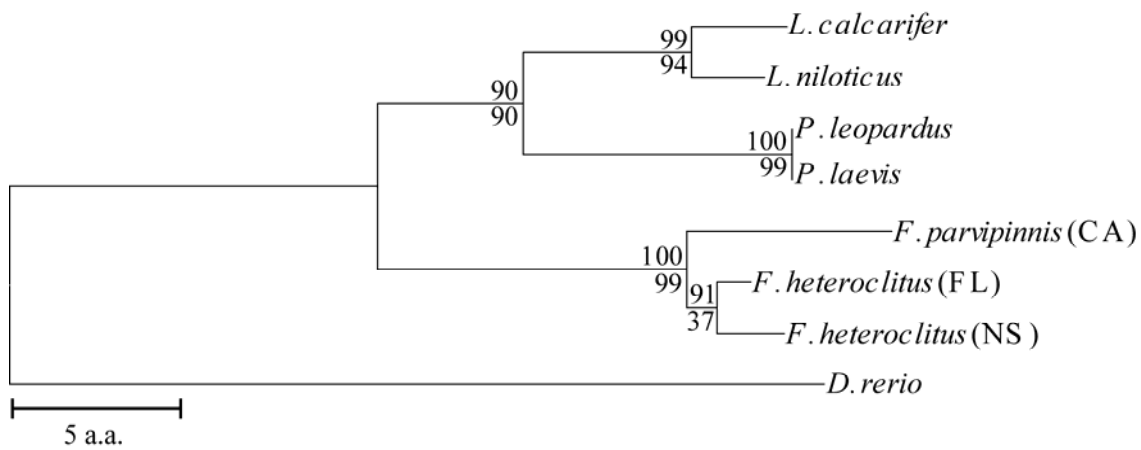 99
94
L. calcarifer
L. niloticus
90
90
100
99
P. leopardus
P. laevis
100
99
F. parvipinnis (CA)
91
37
F. heteroclitus (FL)
F. heteroclitus (NS)
D. rerio
5 a.a.